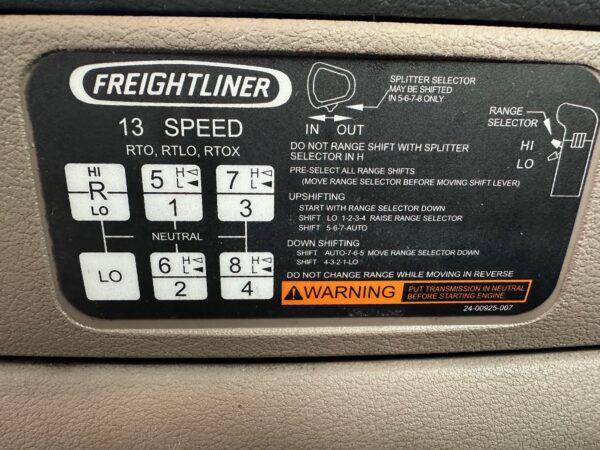 FREIGHTLINER
13 SPEED
RTO, RTLO, RTOX
HI
R
LO
5 H
L
1
7 H
L
3
NEUTRAL
LO
6 H
L
2
8 H
L
4
SPLITTER SELECTOR
MAY BE SHIFTED
IN 5-6-7-8 ONLY
IN OUT
RANGE
SELECTOR
HI
LO
DO NOT RANGE SHIFT WITH SPLITTER
SELECTOR IN H
PRE-SELECT ALL RANGE SHIFTS
(MOVE RANGE SELECTOR BEFORE MOVING SHIFT LEVER)
UPSHIFTING
START WITH RANGE SELECTOR DOWN
SHIFT LO 1-2-3-4 RAISE RANGE SELECTOR
SHIFT 5-6-7-AUTO
DOWN SHIFTING
SHIFT AUTO-7-6-5 MOVE RANGE SELECTOR DOWN
SHIFT 4-3-2-1-LO
DO NOT CHANGE RANGE WHILE MOVING IN REVERSE
WARNING
PUT TRANSMISSION IN NEUTRAL
BEFORE STARTING ENGINE
24-00925-007